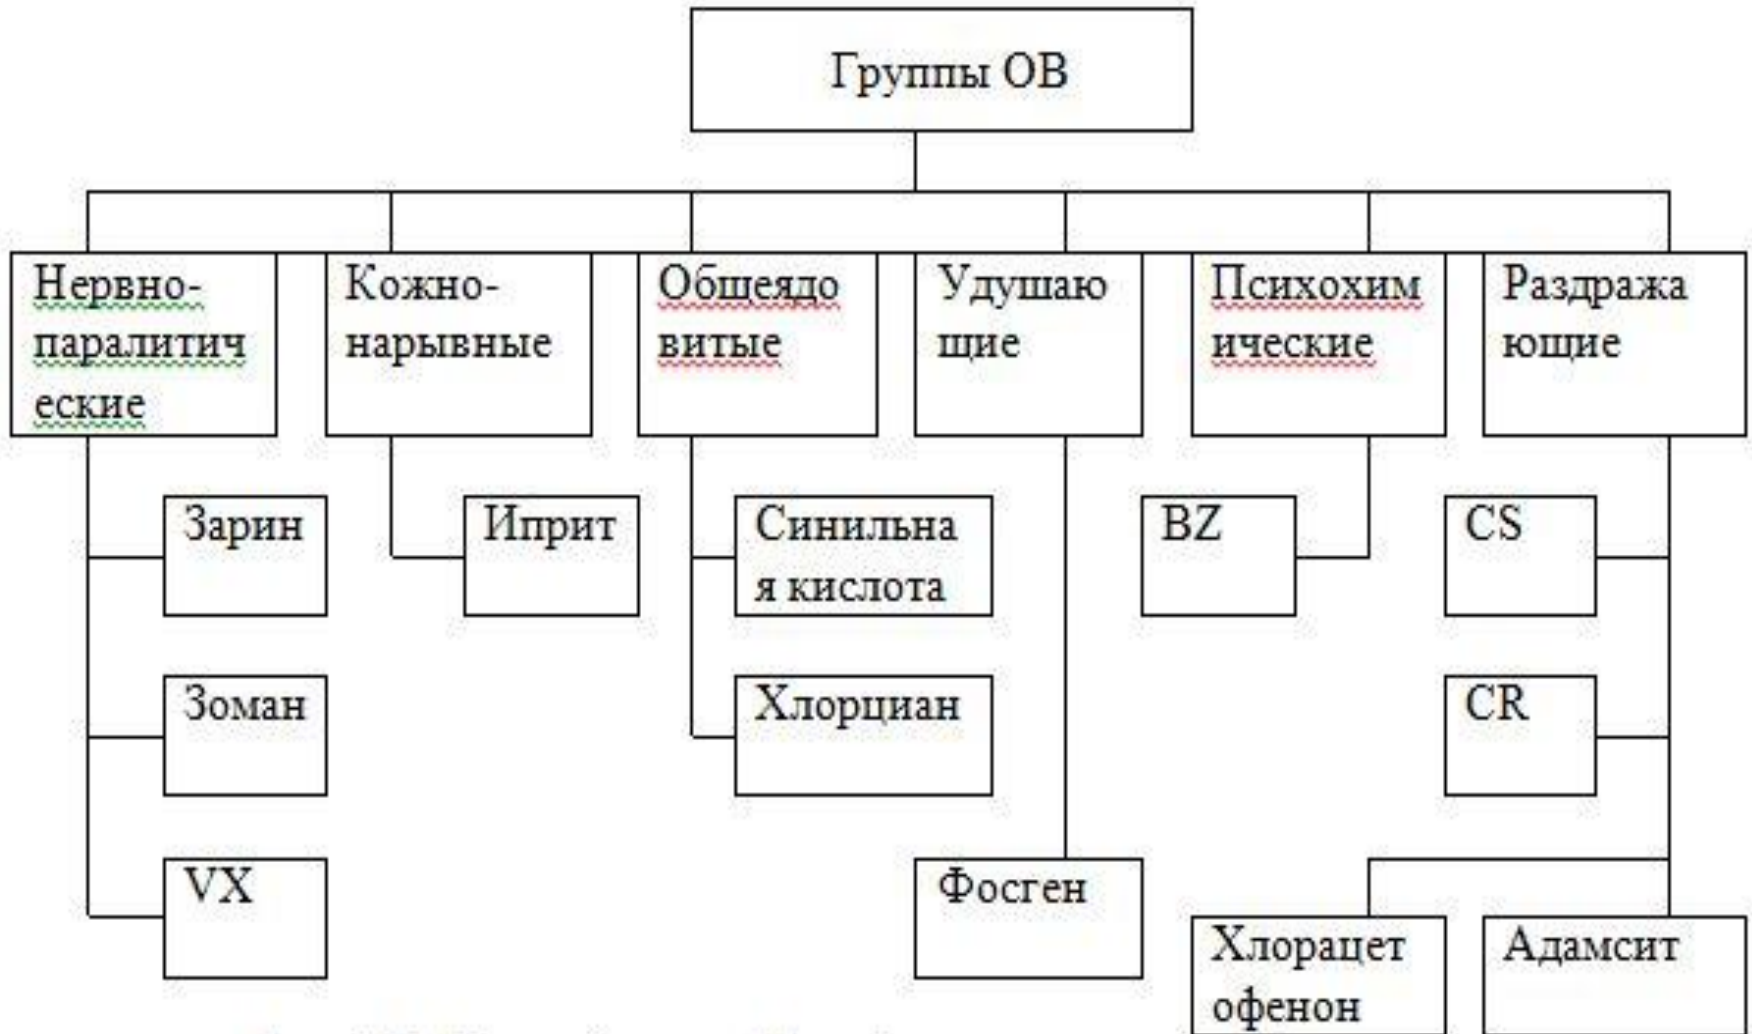 Группы ОВ
Нервно-
паралитич
еские
Кожно-
нарывные
Общеядо
витые
Удушаю
щие
Психохим
ические
Раздража
ющие
Зарин
Иприт
Синильна
я кислота
BZ
CS
Зоман
Хлорциан
CR
VX
Фосген
Хлорацет
офенон
Адамсит